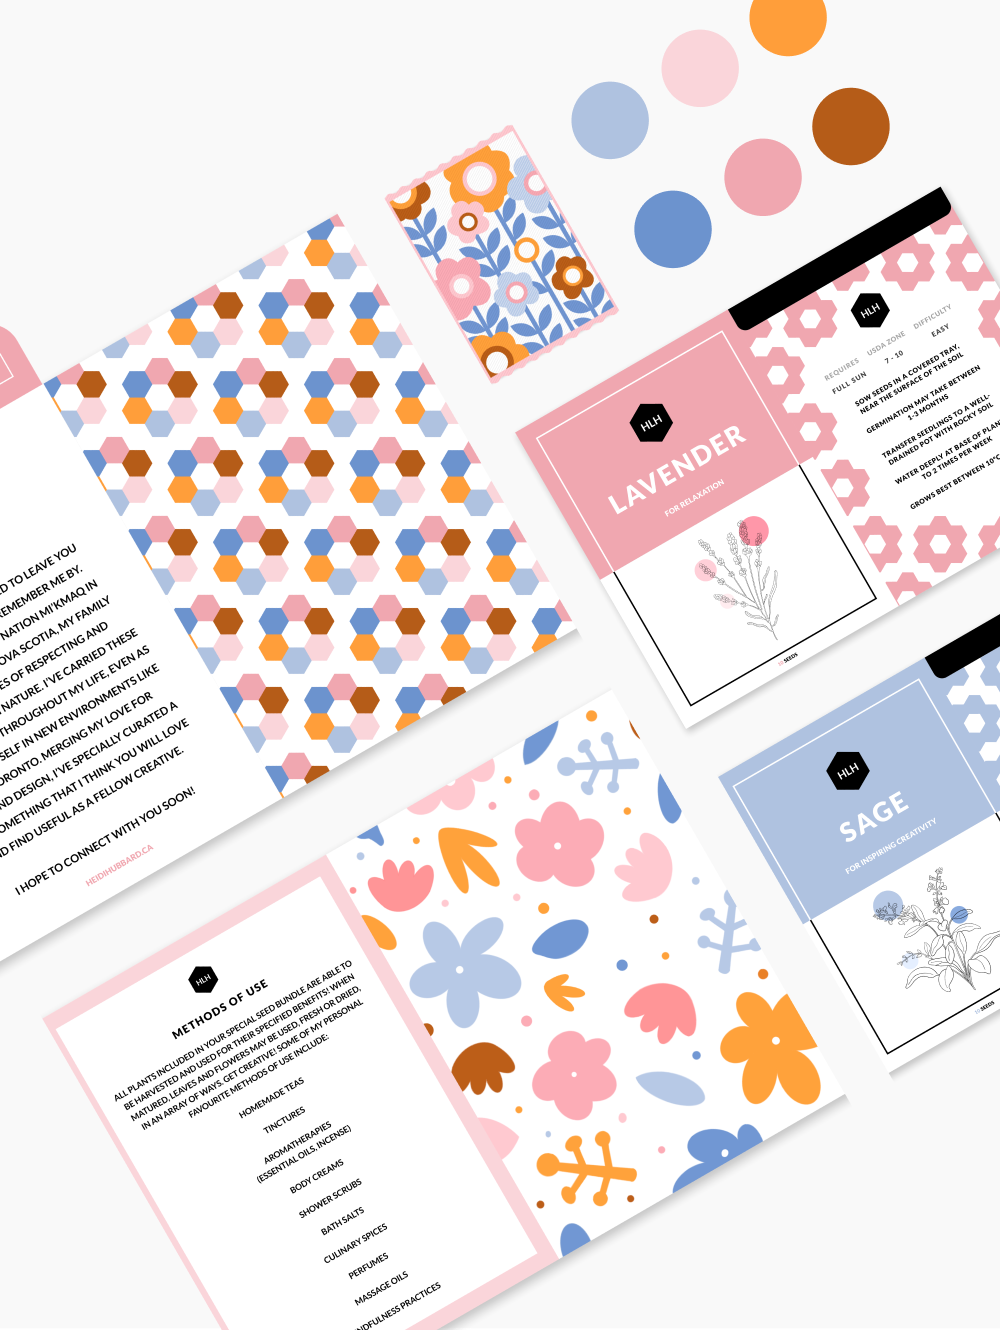 HLH
LAVENDER
FOR RELAXATION
10 SEEDS
HLH
REQUIRES
USDA ZONE
DIFFICULTY
FULL SUN
7 - 10
EASY
SOW SEEDS IN A COVERED TRAY,
NEAR THE SURFACE OF THE SOIL
GERMINATION MAY TAKE BETWEEN
1-3 MONTHS
TRANSFER SEEDLINGS TO A WELL-
DRAINED POT WITH ROCKY SOIL
WATER DEEPLY AT BASE OF PLAN
TO 2 TIMES PER WEEK
GROWS BEST BETWEEN 10°C
ED TO LEAVE YOU
REMEMBER ME BY.
NATION MI'KMAQ IN
OVA SCOTIA, MY FAMILY
ES OF RESPECTING AND
NATURE. I'VE CARRIED THESE
THROUGHOUT MY LIFE, EVEN AS
SELF IN NEW ENVIRONMENTS LIKE
ORONTO. MERGING MY LOVE FOR
ND DESIGN, I'VE SPECIALLY CURATED A
OMETHING THAT I THINK YOU WILL LOVE
D FIND USEFUL AS A FELLOW CREATIVE.
I HOPE TO CONNECT WITH YOU SOON!
HEIDIHUBBARD.CA
HLH
SAGE
FOR INSPIRING CREATIVITY
10 SEEDS
HLH
METHODS OF USE
ALL PLANTS INCLUDED IN YOUR SPECIAL SEED BUNDLE ARE ABLE TO
BE HARVESTED AND USED FOR THEIR SPECIFIED BENEFITS! WHEN
MATURED, LEAVES AND FLOWERS MAY BE USED, FRESH OR DRIED,
IN AN ARRAY OF WAYS. GET CREATIVE! SOME OF MY PERSONAL
FAVOURITE METHODS OF USE INCLUDE:
HOMEMADE TEAS
TINCTURES
AROMATHERAPIES
(ESSENTIAL OILS, INCENSE)
BODY CREAMS
SHOWER SCRUBS
BATH SALTS
CULINARY SPICES
PERFUMES
MASSAGE OILS
NDFULNESS PRACTICES